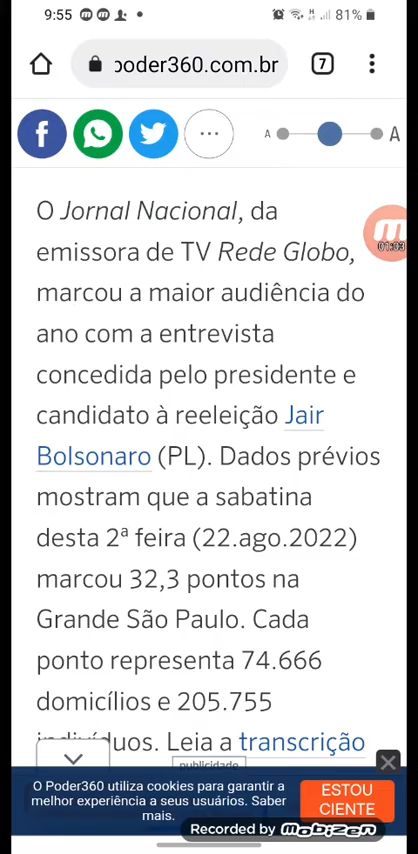 9:55
81%
poder360.com.br
7
A A
O Jornal Nacional, da
emissora de TV Rede Globo,
01:03
marcou a maior audiência do
ano com a entrevista
concedida pelo presidente e
candidato à reeleição Jair
Bolsonaro (PL). Dados prévios
mostram que a sabatina
desta 2ª feira (22.ago.2022)
marcou 32,3 pontos na
Grande São Paulo. Cada
ponto representa 74.666
domicílios e 205.755
indivíduos. Leia a transcrição
publicidade
O Poder360 utiliza cookies para garantir a
melhor experiência a seus usuários. Saber
mais.
ESTOU
CIENTE
Recorded by mobizen